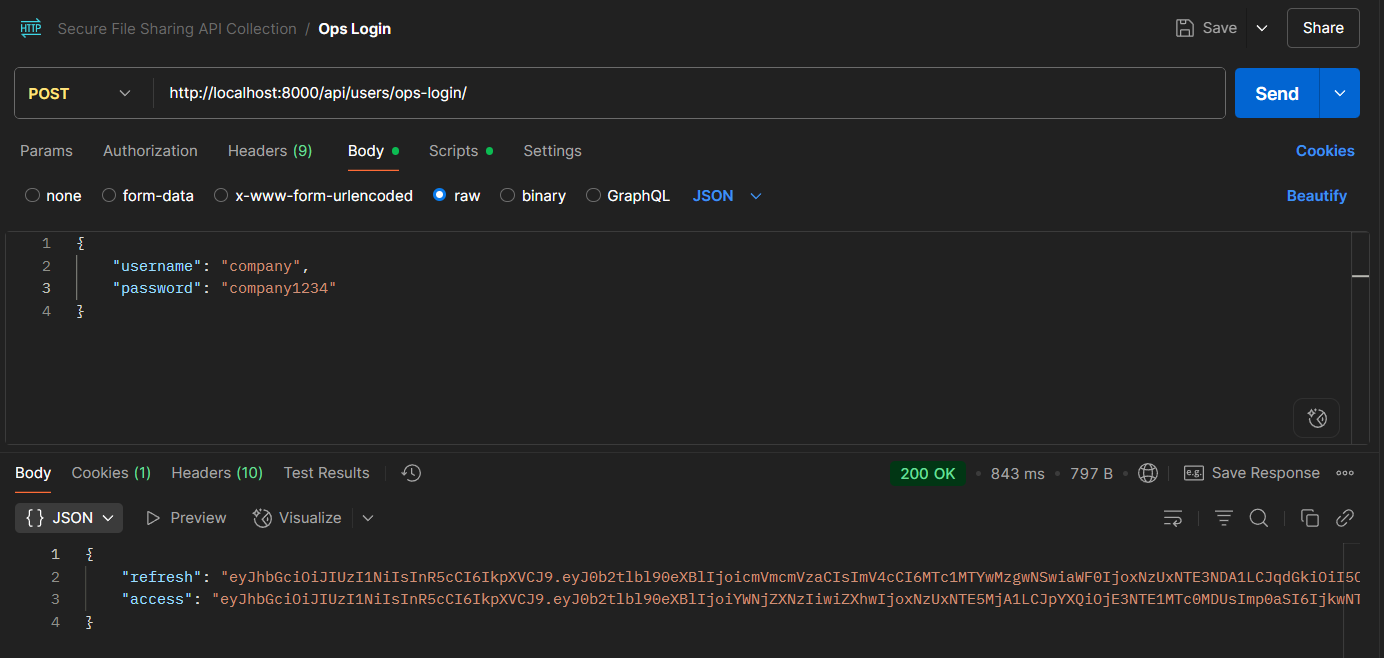 HTTP Secure File Sharing API Collection / Ops Login Save Share
POST http://localhost:8000/api/users/ops-login/ Send
Params Authorization Headers (9) Body Scripts Settings Cookies
none form-data x-www-form-urlencoded raw binary GraphQL JSON Beautify
1 {
2 "username": "company",
3 "password": "company1234"
4 }
Body Cookies (1) Headers (10) Test Results 200 OK 843 ms 797 B e.g. Save Response
{} JSON Preview Visualize
1 {
2 "refresh": "eyJhbGciOiJIUzI1NiIsInR5cCI6IkpXVCJ9.eyJ0b2tlbl90eXBlIjoicmVmcmVzaCIsImV4cCI6MTc1MTYwMzgwNSwiaWF0IjoxNzUxNTE3NDA1LCJqdGkiOiI5O
3 "access": "eyJhbGciOiJIUzI1NiIsInR5cCI6IkpXVCJ9.eyJ0b2tlbl90eXBlIjoiYWNjZXNzIiwiZXhwIjoxNzUxNTE5MjA1LCJpYXQiOjE3NTE1MTc0MDUsImp0aSI6IjkwNT
4 }